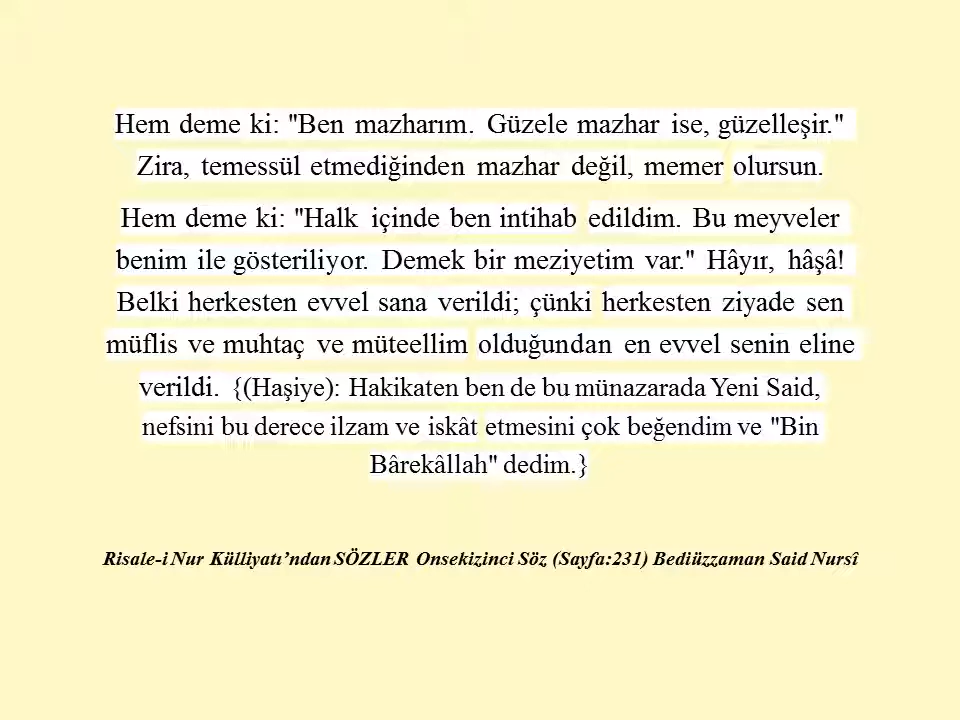 Hem deme ki: "Ben mazharım. Güzele mazhar ise, güzelleşir."
Zira, temessül etmediğinden mazhar değil, memer olursun.
Hem deme ki: "Halk içinde ben intihab edildim. Bu meyveler
benim ile gösteriliyor. Demek bir meziyetim var." Hâyır, hâşâ!
Belki herkesten evvel sana verildi; çünki herkesten ziyade sen
müflis ve muhtaç ve müteellim olduğundan en evvel senin eline
verildi. {(Haşiye): Hakikaten ben de bu münazarada Yeni Said,
nefsini bu derece ilzam ve iskât etmesini çok beğendim ve "Bin
Bârekâllah" dedim.}
Risale-i Nur Külliyatı’ndan SÖZLER Onsekizinci Söz (Sayfa:231) Bediüzzaman Said Nursî